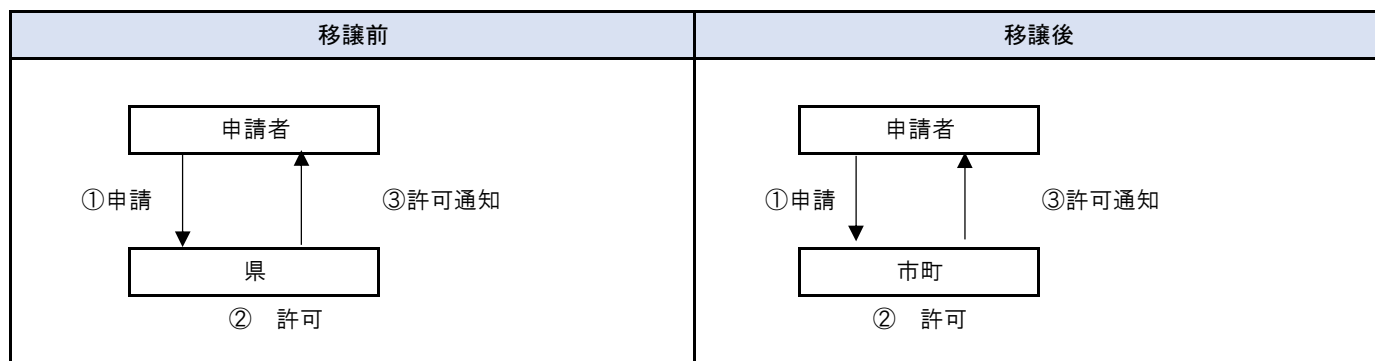 移譲前
移譲後
申請者
①申請
③許可通知
県
②　許可
申請者
①申請
③許可通知
市町
②　許可